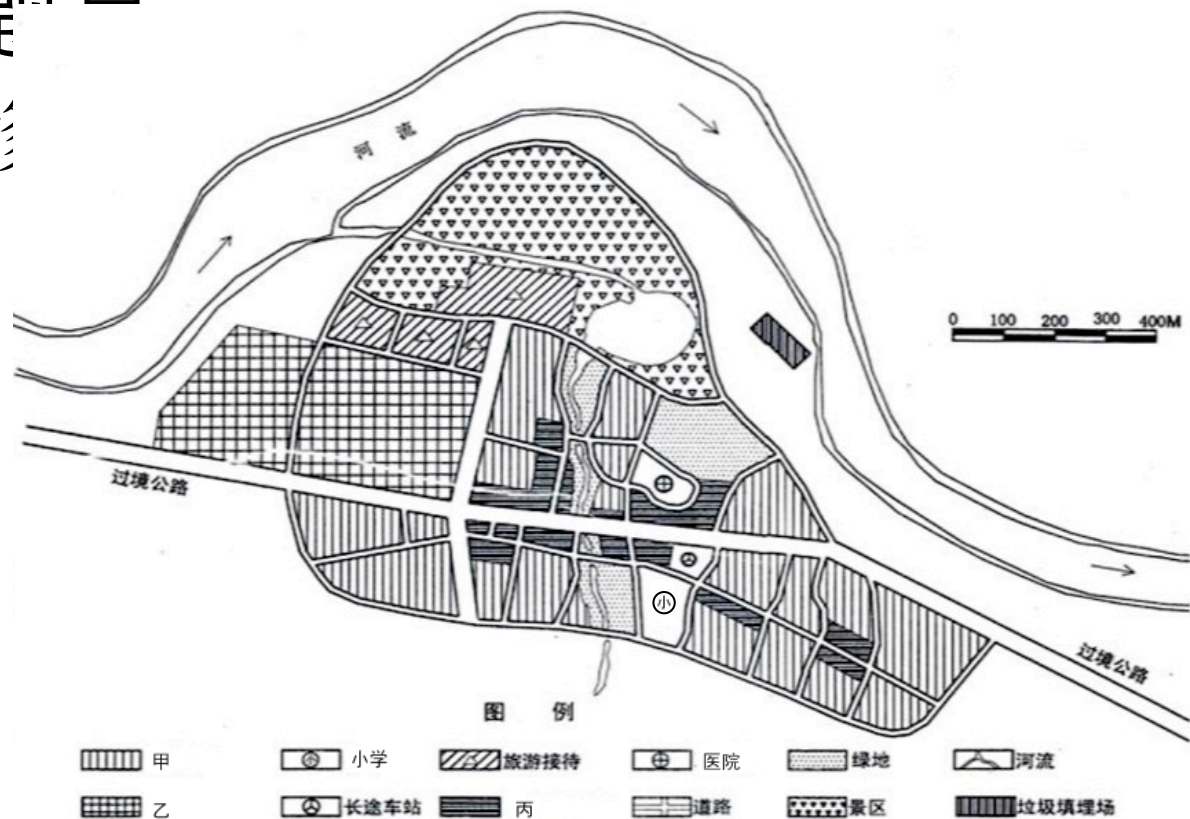 河流
0 100 200 300 400M
过境公路
小
过境公路
图 例
甲 小学 旅游接待 医院 绿地 河流
乙 长途车站 丙 道路 景区 垃圾填埋场